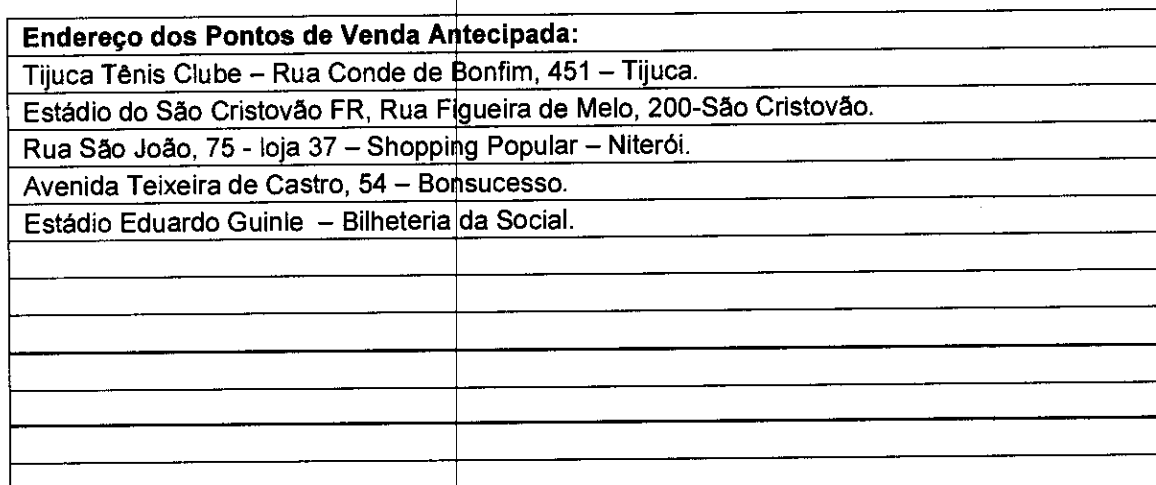 Endereço dos Pontos de Venda Antecipada:
Tijuca Tênis Clube – Rua Conde de Bonfim, 451 – Tijuca.
Estádio do São Cristovão FR, Rua Figueira de Melo, 200-São Cristovão.
Rua São João, 75 - loja 37 – Shopping Popular – Niterói.
Avenida Teixeira de Castro, 54 – Bonsucesso.
Estádio Eduardo Guinle – Bilheteria da Social.